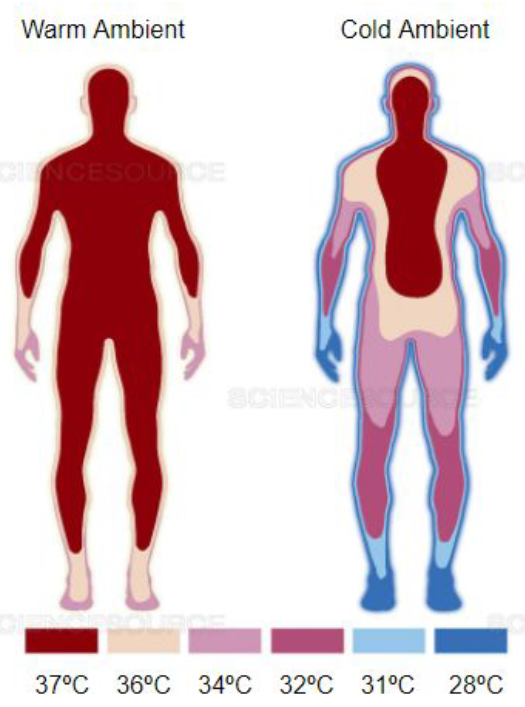 Warm Ambient
Cold Ambient
SCIENCESOURCE
SCIENCESOURCE
SCIENCESOURCE
37ºC
36ºC
34ºC
32ºC
31ºC
28ºC